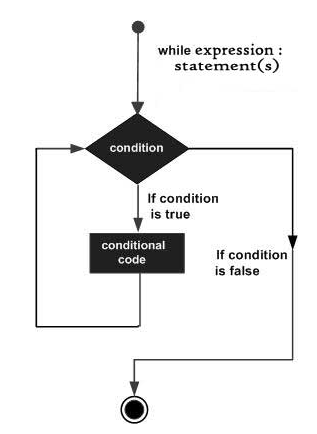 while expression :
statement(s)
condition
If condition
is true
conditional
code
If condition
is false